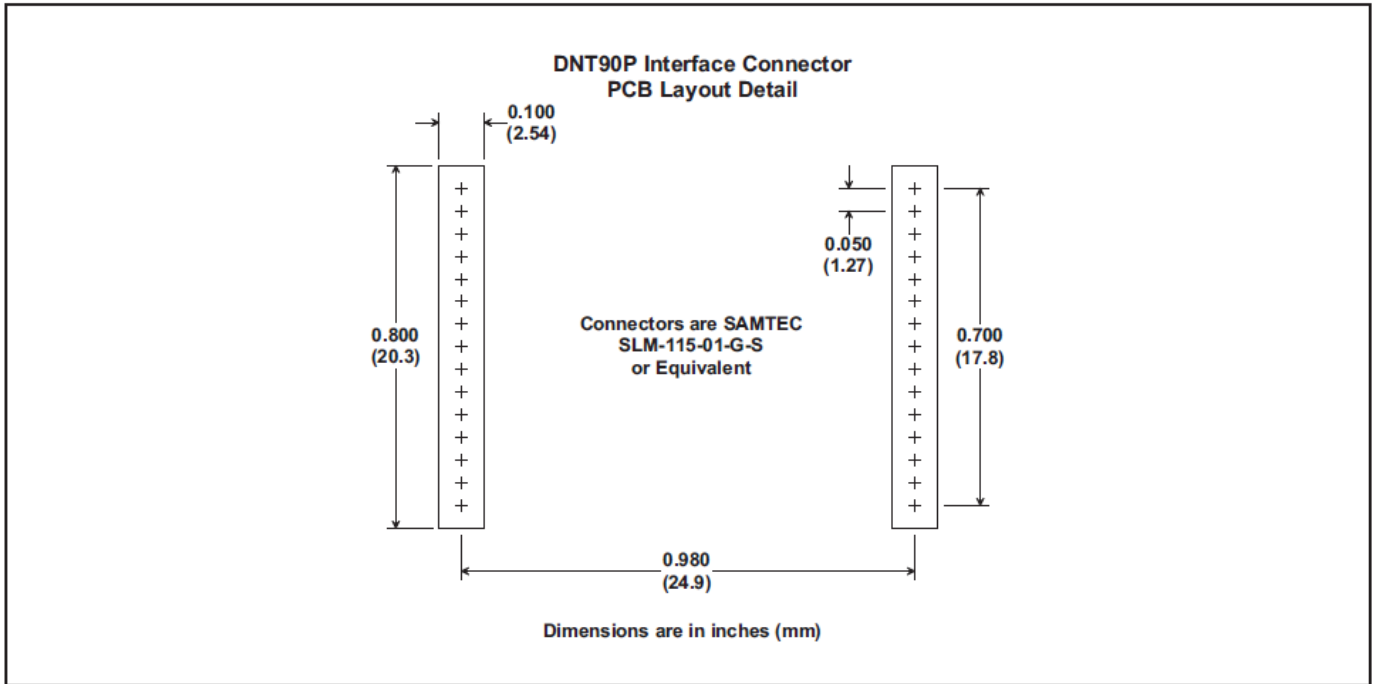 DNT90P Interface Connector
PCB Layout Detail
0.100
(2.54)
0.050
(1.27)
0.800
(20.3)
Connectors are SAMTEC
SLM-115-01-G-S
or Equivalent
0.700
(17.8)
0.980
(24.9)
Dimensions are in inches (mm)